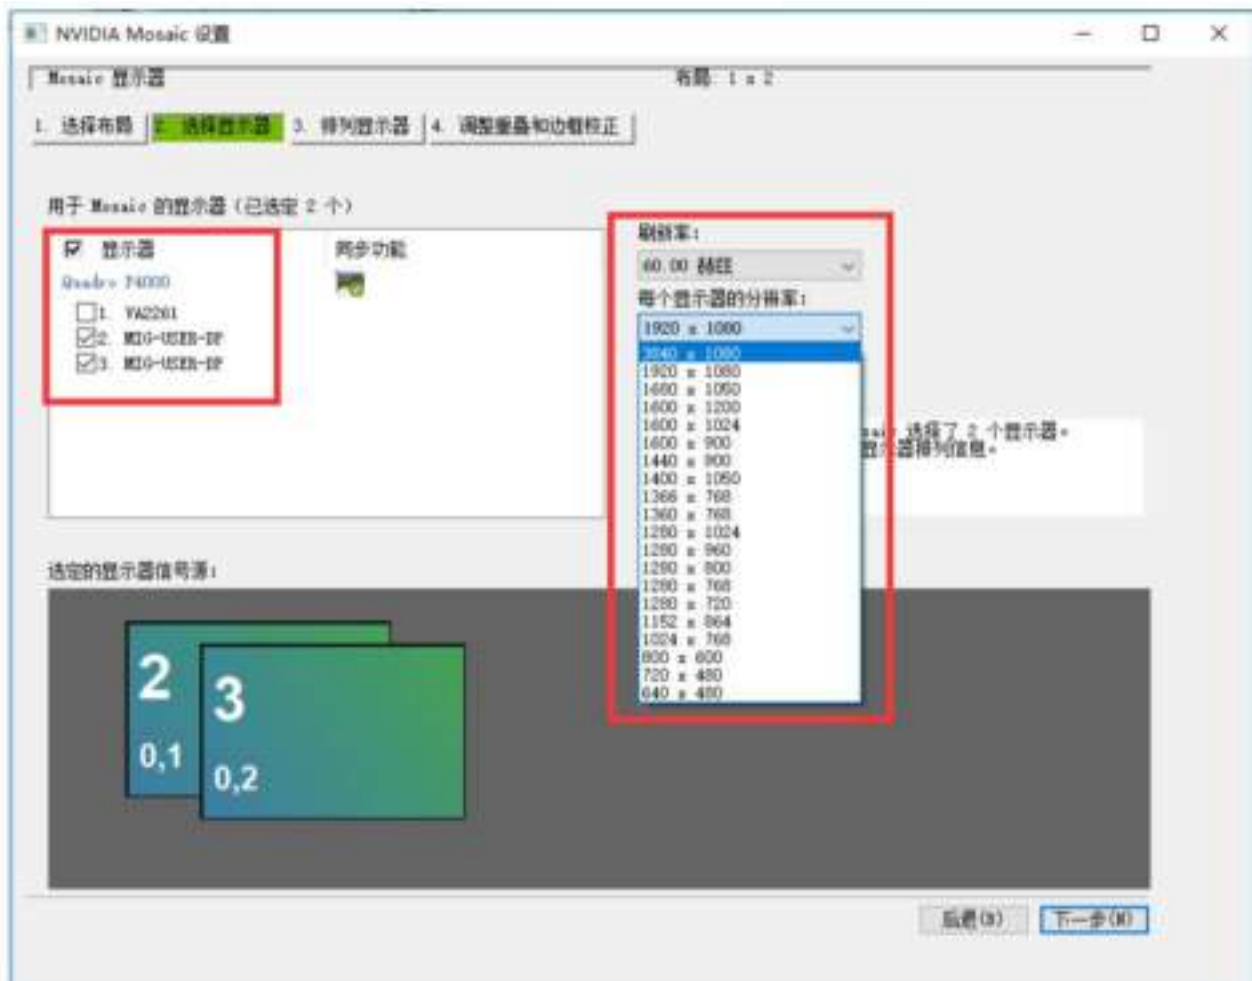 NVIDIA Mosaic 设置
Mosaic 显示器
布局: 1 x 2
1. 选择布局
2. 选择显示器
3. 排列显示器
4. 调整重叠和边框校正
用于 Mosaic 的显示器(已选定 2 个)
显示器
同步功能
Quadro P4000
1. VA2261
2. MIG-USER-DP
3. MIG-USER-DP
刷新率:
60.00 赫兹
每个显示器的分辨率:
1920 x 1080
3840 x 1080
1920 x 1080
1680 x 1050
1600 x 1200
1600 x 1024
1600 x 900
1440 x 900
1400 x 1050
1366 x 768
1360 x 768
1280 x 1024
1280 x 960
1280 x 800
1280 x 768
1280 x 720
1152 x 864
1024 x 768
800 x 600
720 x 480
640 x 480
选择了 2 个显示器。
显示器排列信息。
选定的显示器信号源:
2
0,1
3
0,2
后退(B)
下一步(N)